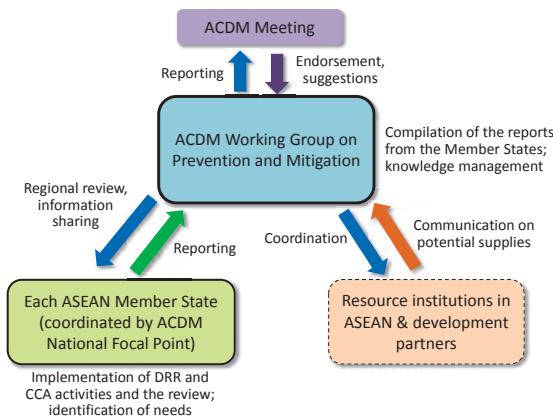 ACDM Meeting
Reporting
Endorsement,
suggestions
ACDM Working Group on
Prevention and Mitigation
Compilation of the reports
from the Member States;
knowledge management
Regional review,
information
sharing
Reporting
Coordination
Communication on
potential supplies
Each ASEAN Member State
(coordinated by ACDM
National Focal Point)
Resource institutions in
ASEAN & development
partners
Implementation of DRR and
CCA activities and the review;
identification of needs